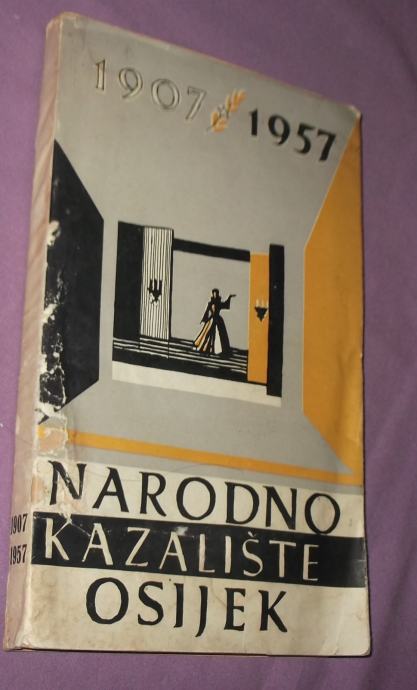 1907 1957
NARODNO
KAZALIŠTE
OSIJEK
1907
1957